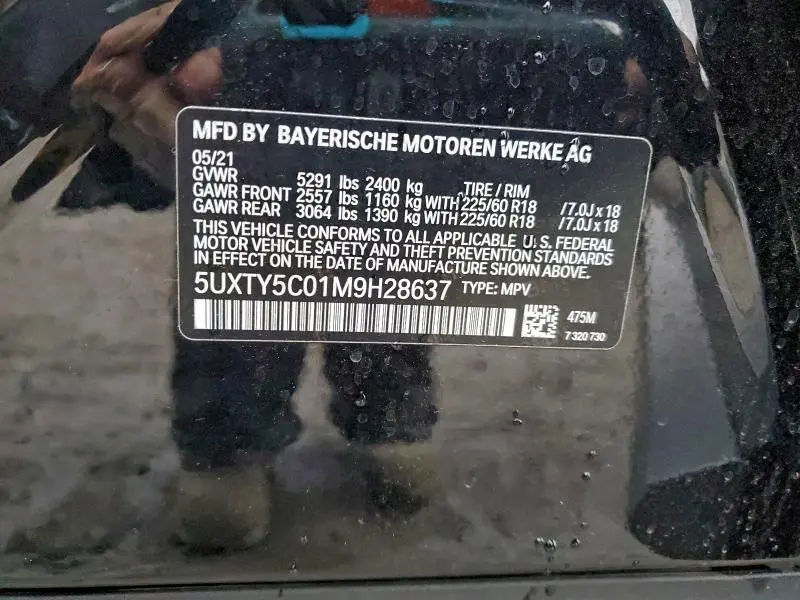 MFD BY BAYERISCHE MOTOREN WERKE AG
05/21
GVWR 5291 lbs 2400 kg TIRE / RIM
GAWR FRONT 2557 lbs 1160 kg WITH 225/60 R18 /7.0J x 18
GAWR REAR 3064 lbs 1390 kg WITH 225/60 R18 /7.0J x 18
THIS VEHICLE CONFORMS TO ALL APPLICABLE U.S. FEDERAL
MOTOR VEHICLE SAFETY AND THEFT PREVENTION STANDARDS
IN EFFECT ON THE DATE OF MANUFACTURE SHOWN ABOVE.
5UXTY5C01M9H28637 TYPE: MPV
475M
7 320 730